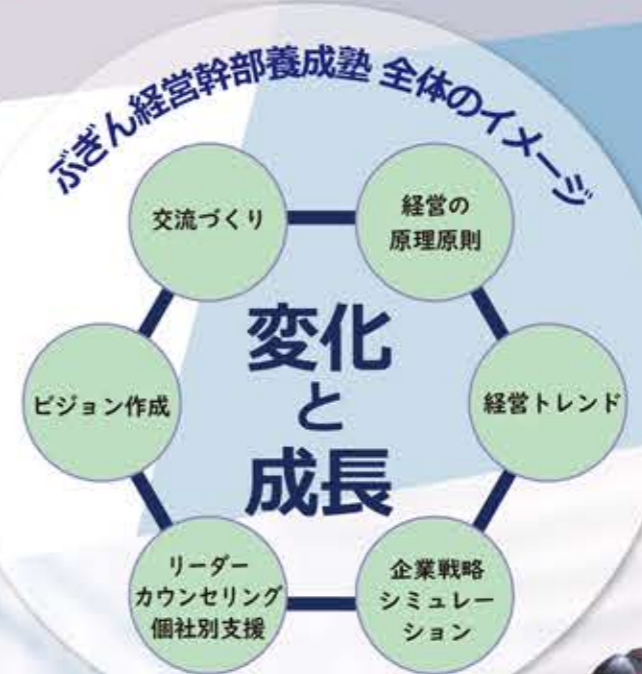 ぶぎん経営幹部養成塾 全体のイメージ
交流づくり
経営の
原理原則
ビジョン作成
変化
と
成長
経営トレンド
リーダー
カウンセリング
個社別支援
企業戦略
シミュレー
ション